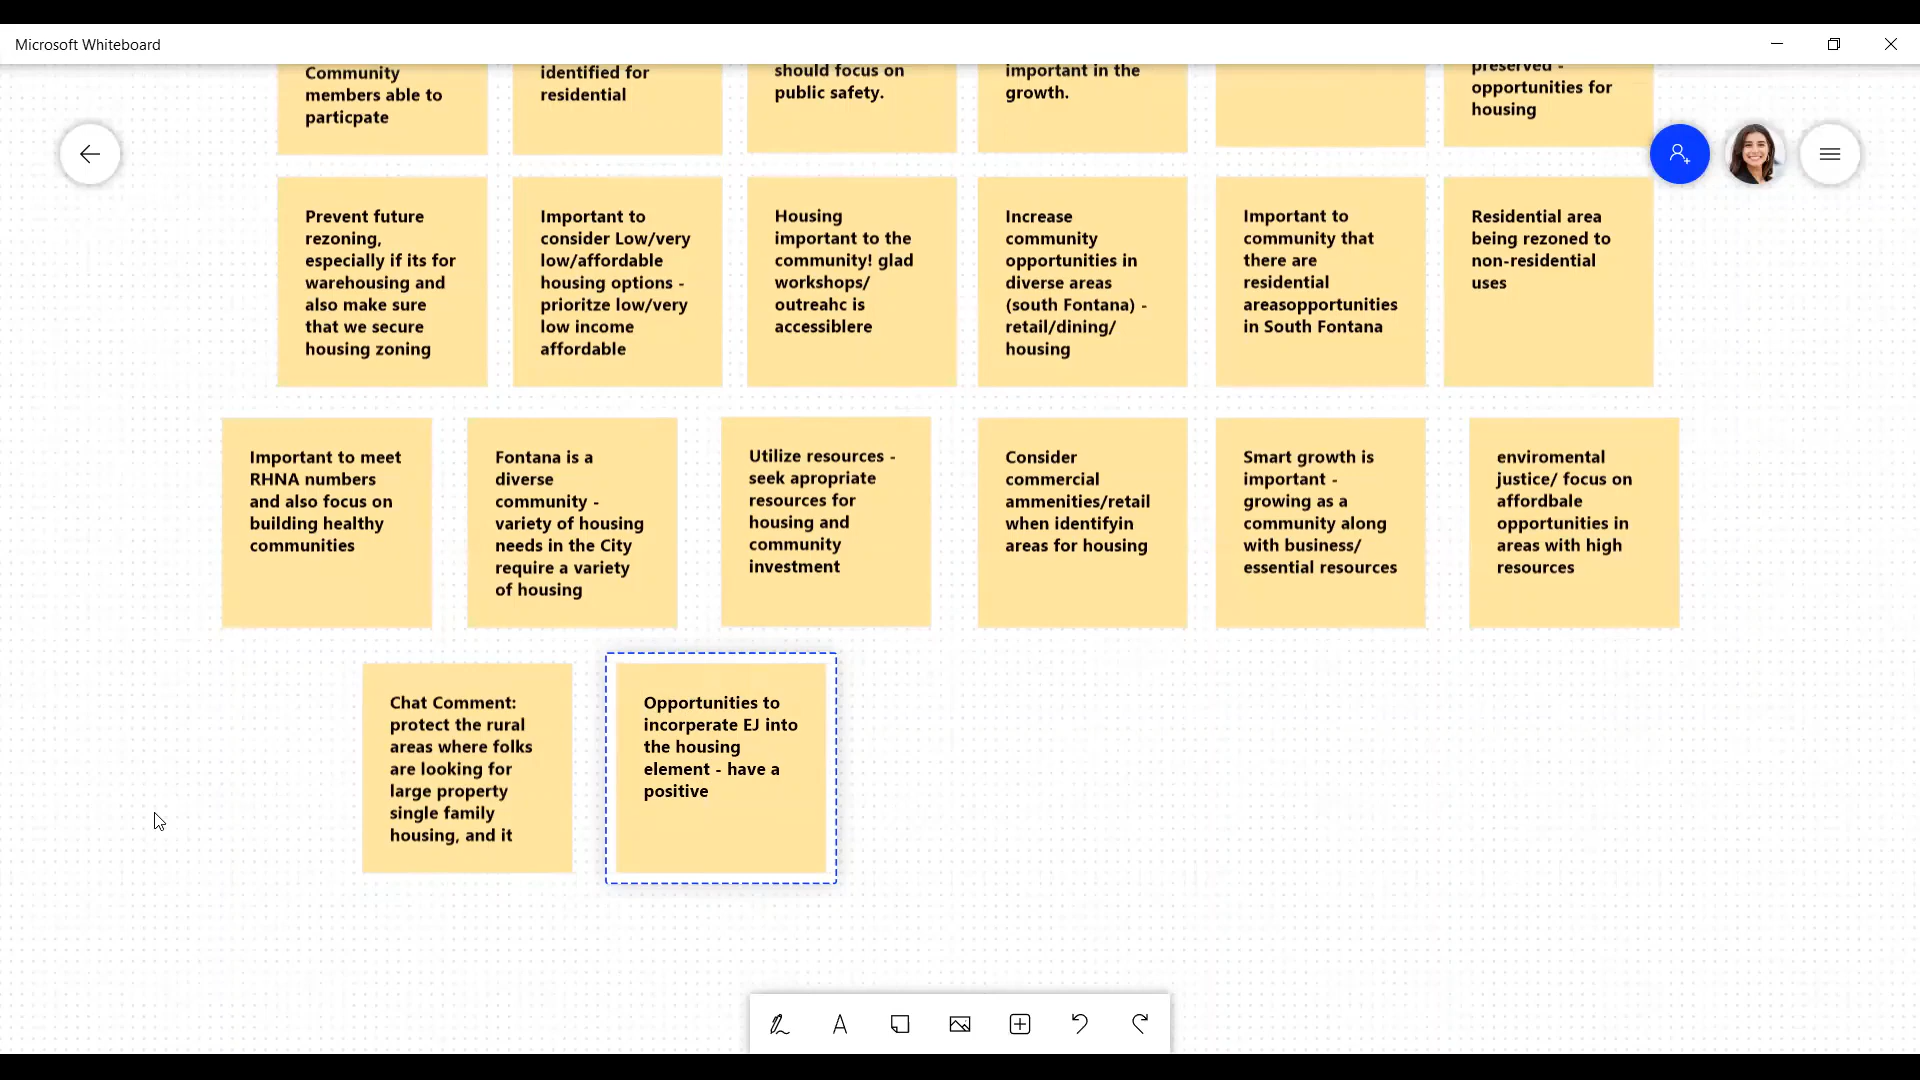 Microsoft Whiteboard
Community
members able to
particpate
identified for
residential
should focus on
public safety.
important in the
growth.
preserved -
opportunities for
housing
Prevent future
rezoning,
especially if its for
warehousing and
also make sure
that we secure
housing zoning
Important to
consider Low/very
low/affordable
housing options -
prioritze low/very
low income
affordable
Housing
important to the
community! glad
workshops/
outreahc is
accessiblere
Increase
community
opportunities in
diverse areas
(south Fontana) -
retail/dining/
housing
Important to
community that
there are
residential
areasopportunities
in South Fontana
Residential area
being rezoned to
non-residential
uses
Important to meet
RHNA numbers
and also focus on
building healthy
communities
Fontana is a
diverse
community -
variety of housing
needs in the City
require a variety
of housing
Utilize resources -
seek apropriate
resources for
housing and
community
investment
Consider
commercial
ammenities/retail
when identifyin
areas for housing
Smart growth is
important -
growing as a
community along
with business/
essential resources
enviromental
justice/ focus on
affordbale
opportunities in
areas with high
resources
Chat Comment:
protect the rural
areas where folks
are looking for
large property
single family
housing, and it
Opportunities to
incorperate EJ into
the housing
element - have a
positive